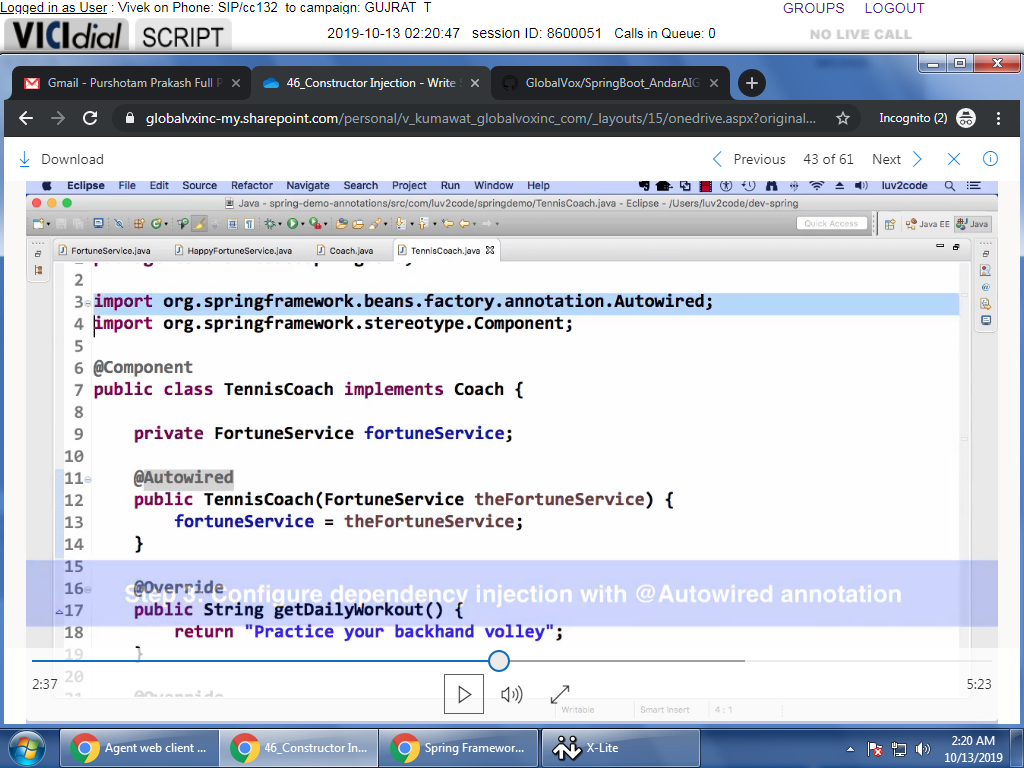 Logged in as User : Vivek on Phone: SIP/cc132 to campaign: GUJRAT T GROUPS LOGOUT
VICIdial SCRIPT 2019-10-13 02:20:47 session ID: 8600051 Calls in Queue: 0 NO LIVE CALL
Gmail - Purshotam Prakash Full P 46_Constructor Injection - Write GlobalVox/SpringBoot_AndarAIG
globalvxinc-my.sharepoint.com/personal/v_kumawat_globalvoxinc_com/_layouts/15/onedrive.aspx?original... Incognito (2)
Download Previous 43 of 61 Next
Eclipse File Edit Source Refactor Navigate Search Project Run Window Help luv2code
Java - spring-demo-annotations/src/com/luv2code/springdemo/TennisCoach.java - Eclipse - /Users/luv2code/dev-spring
Quick Access Java EE Java
FortuneService.java HappyFortuneService.java Coach.java TennisCoach.java
2
3 import org.springframework.beans.factory.annotation.Autowired;
4 import org.springframework.stereotype.Component;
5
6 @Component
7 public class TennisCoach implements Coach {
8
9 private FortuneService fortuneService;
10
11 @Autowired
12 public TennisCoach(FortuneService theFortuneService) {
13 fortuneService = theFortuneService;
14 }
15
16 @Override
Step 3: Configure dependency injection with @Autowired annotation
17 public String getDailyWorkout() {
18 return "Practice your backhand volley";
19 }
20
21 @Override
2:37 5:23
Writable Smart Insert 4 : 1
Agent web client ... 46_Constructor In... Spring Framewor... X-Lite 2:20 AM
10/13/2019